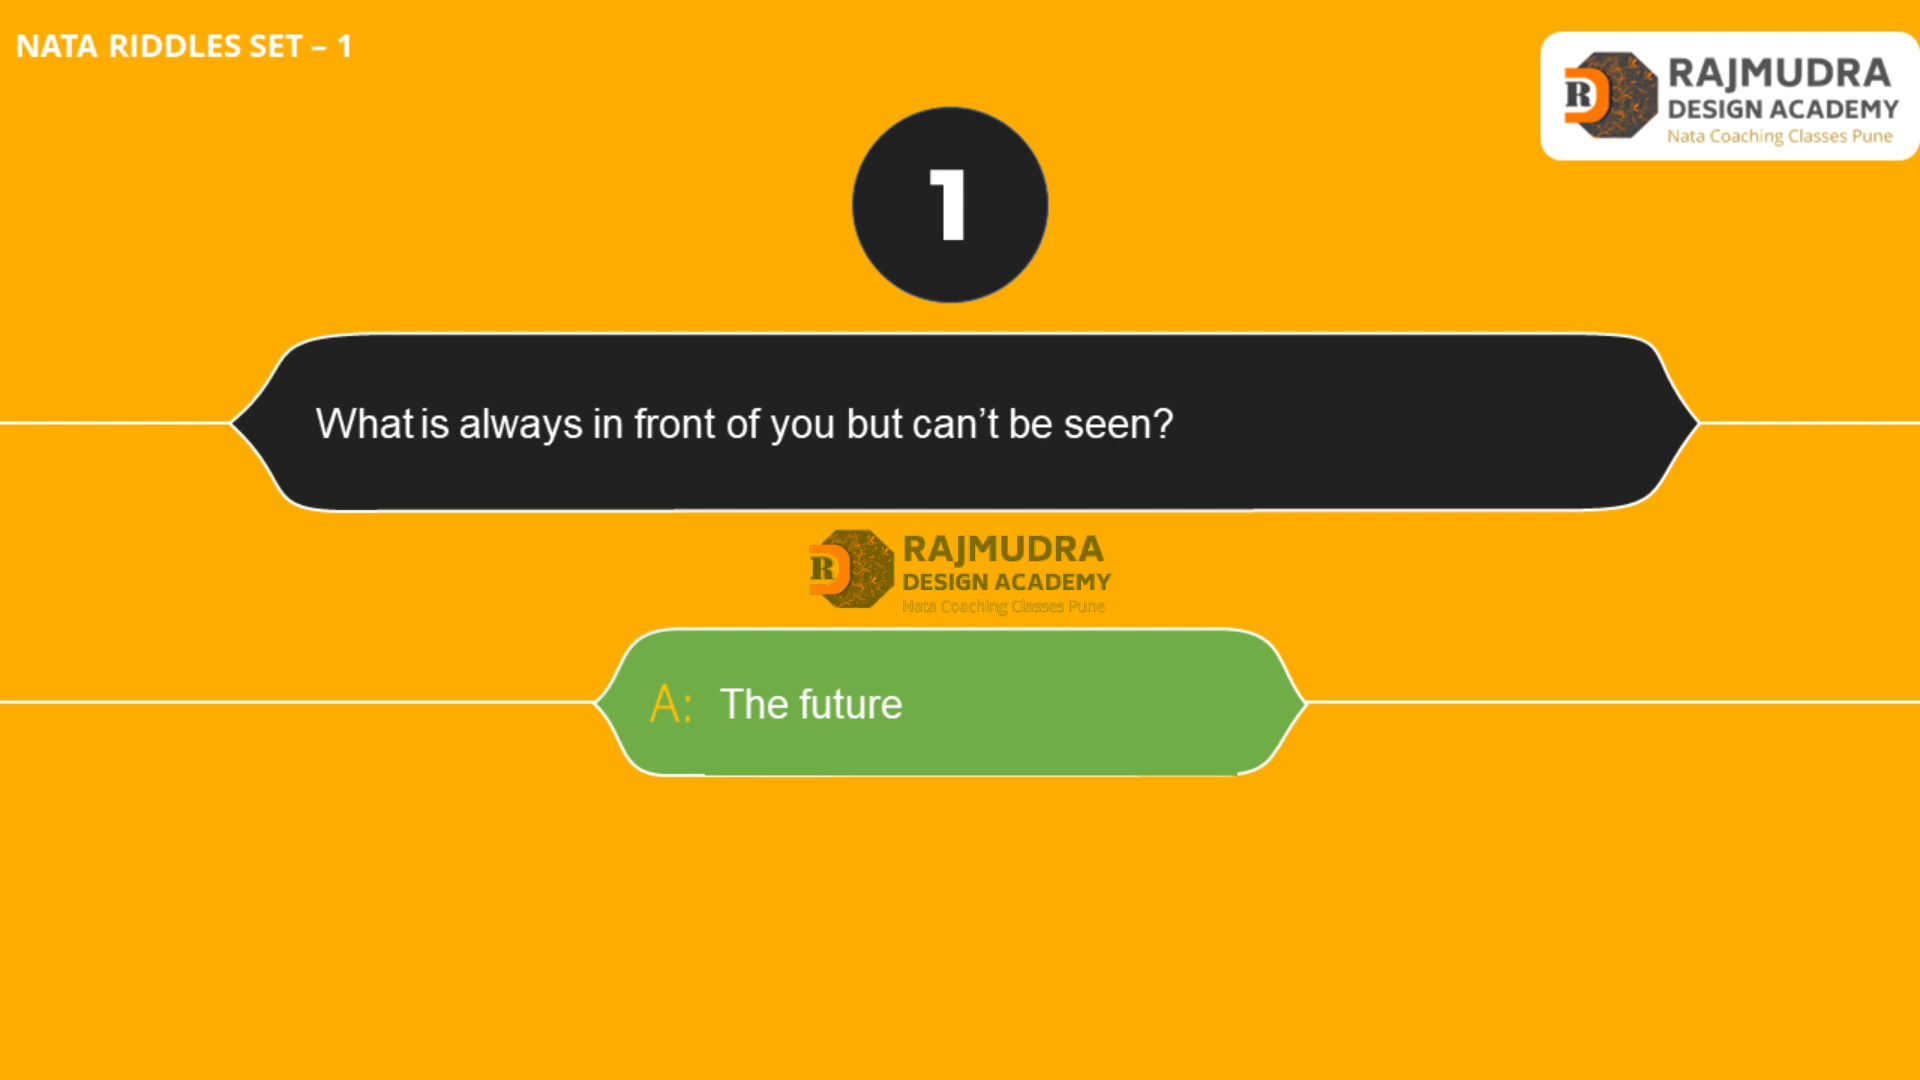 NATA RIDDLES SET – 1
RAJMUDRA
DESIGN ACADEMY
Nata Coaching Classes Pune
R
1
What is always in front of you but can’t be seen?
RAJMUDRA
DESIGN ACADEMY
Nata Coaching Classes Pune
R
A: The future